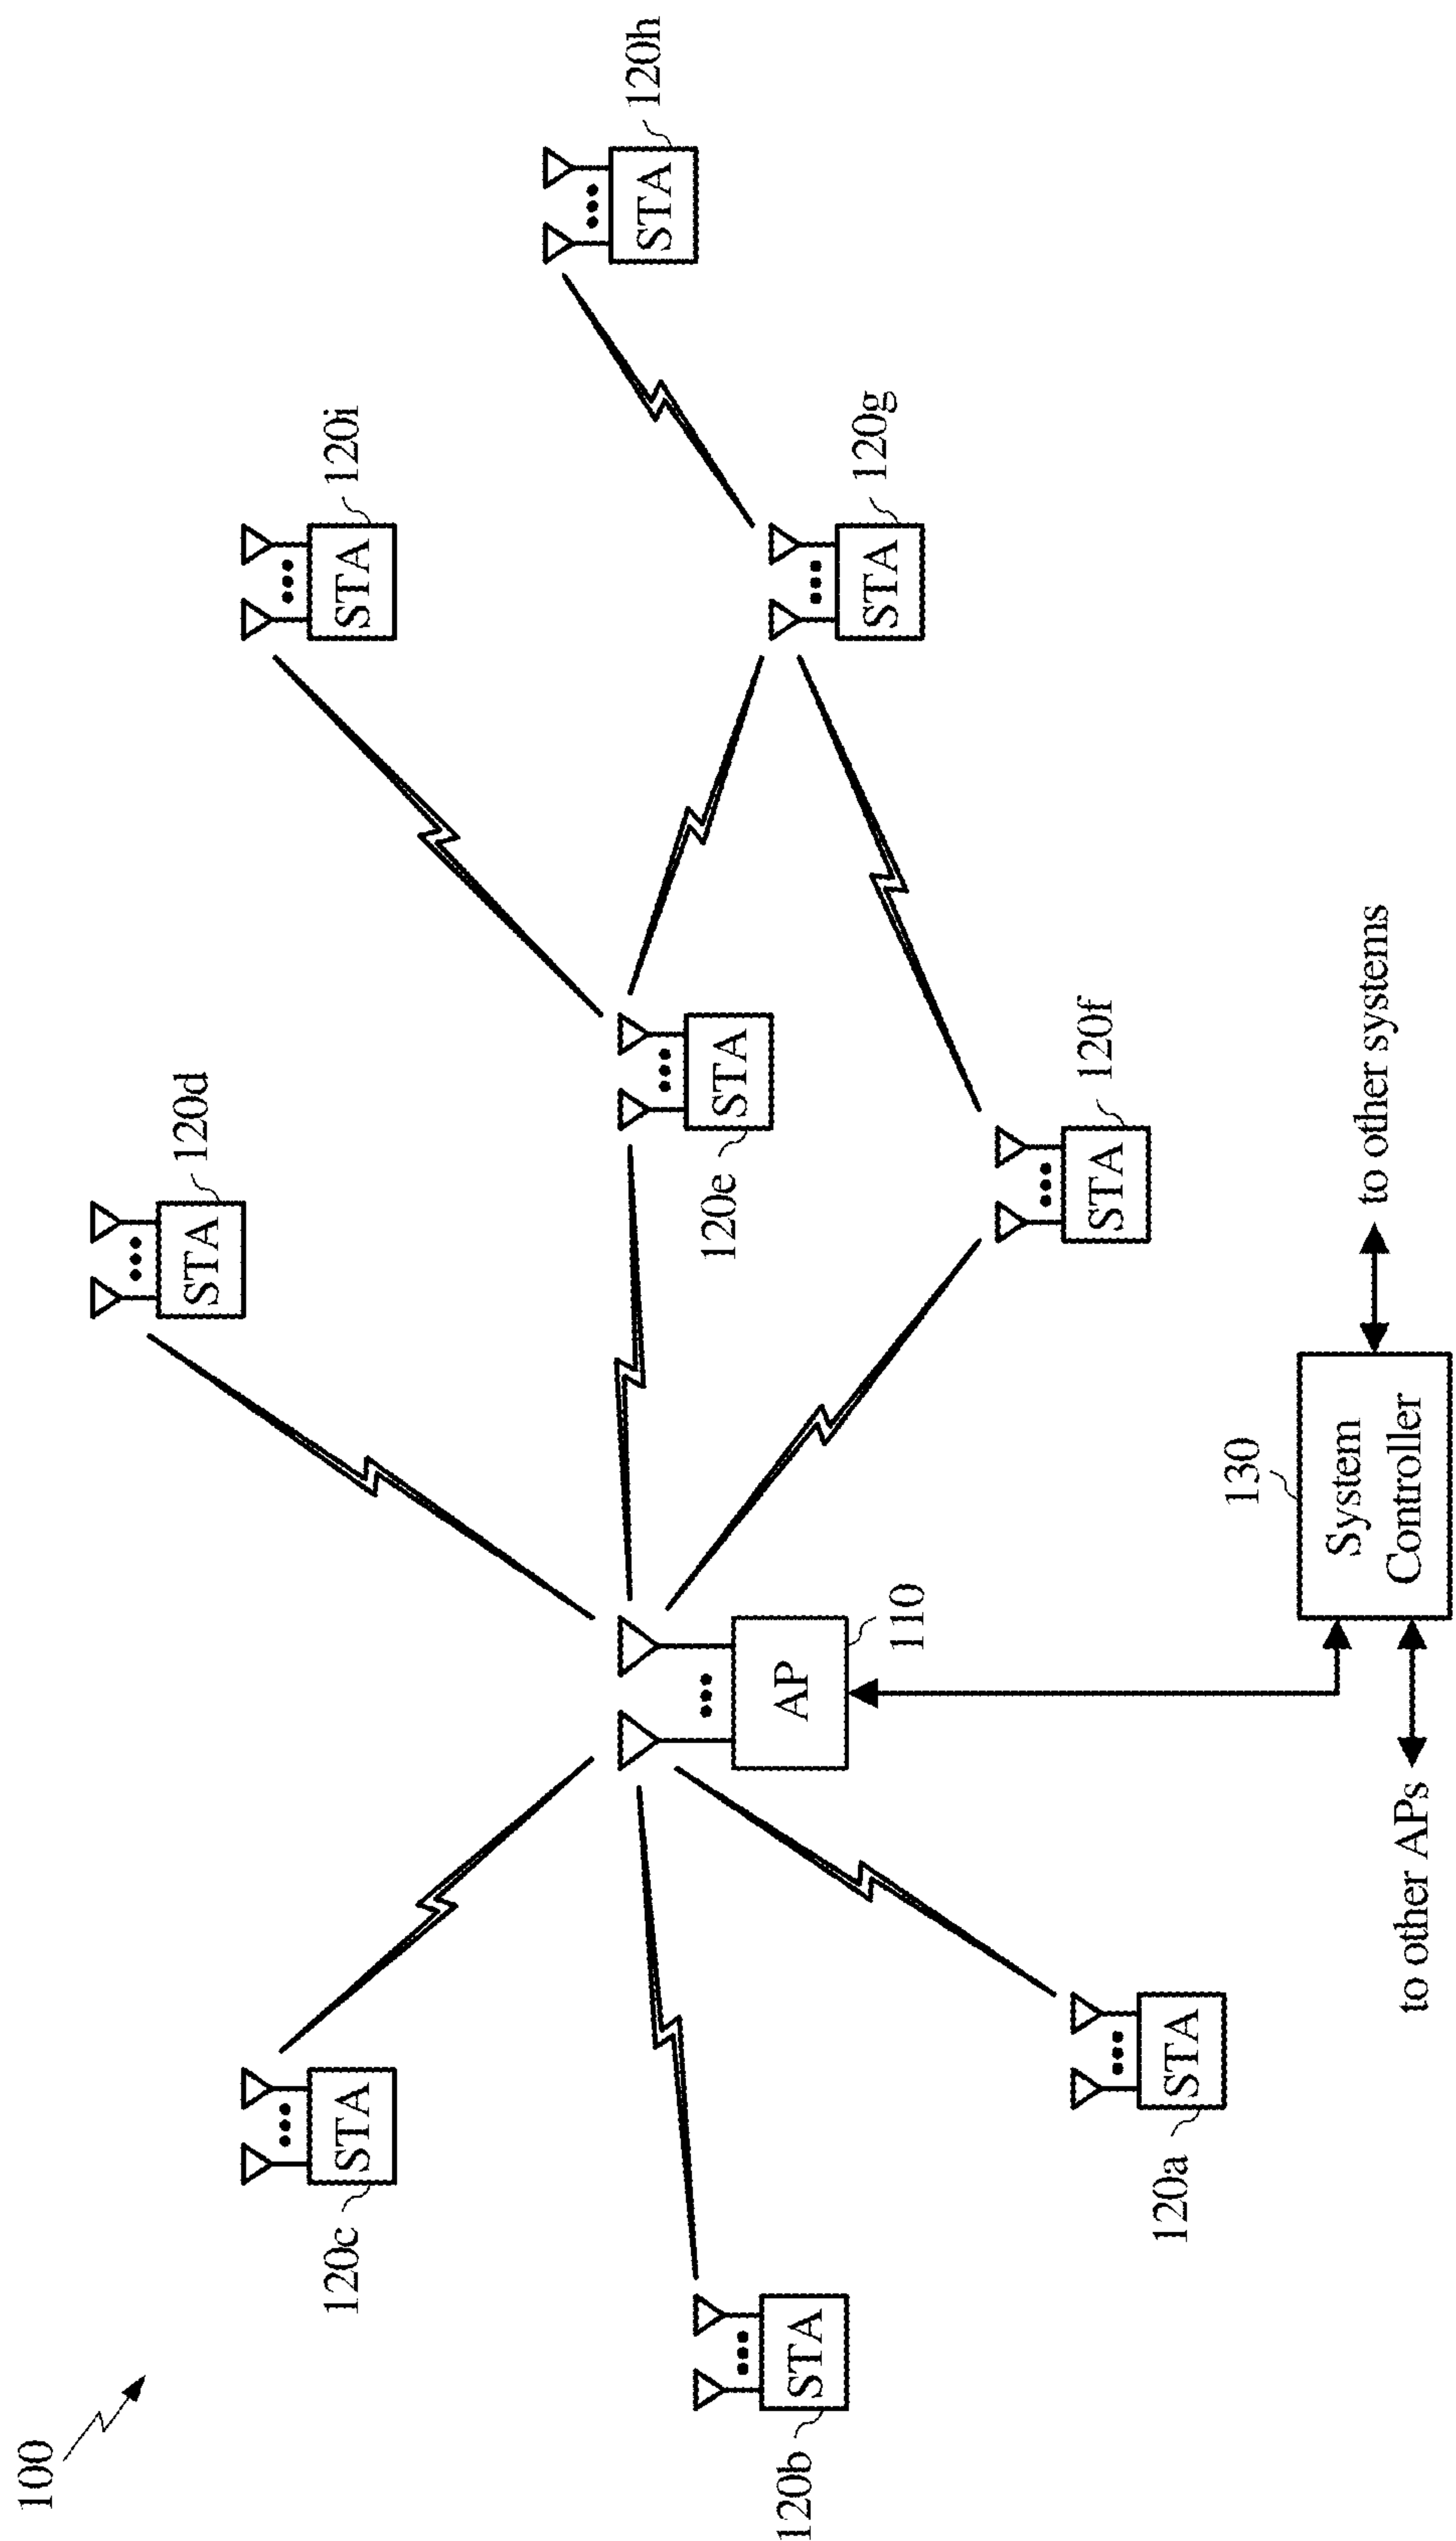 100
120c
STA
120b
STA
120a
STA
AP
110
120d
STA
120e
STA
120f
STA
120i
STA
120g
STA
120h
STA
130
System
Controller
to other APs
to other systems